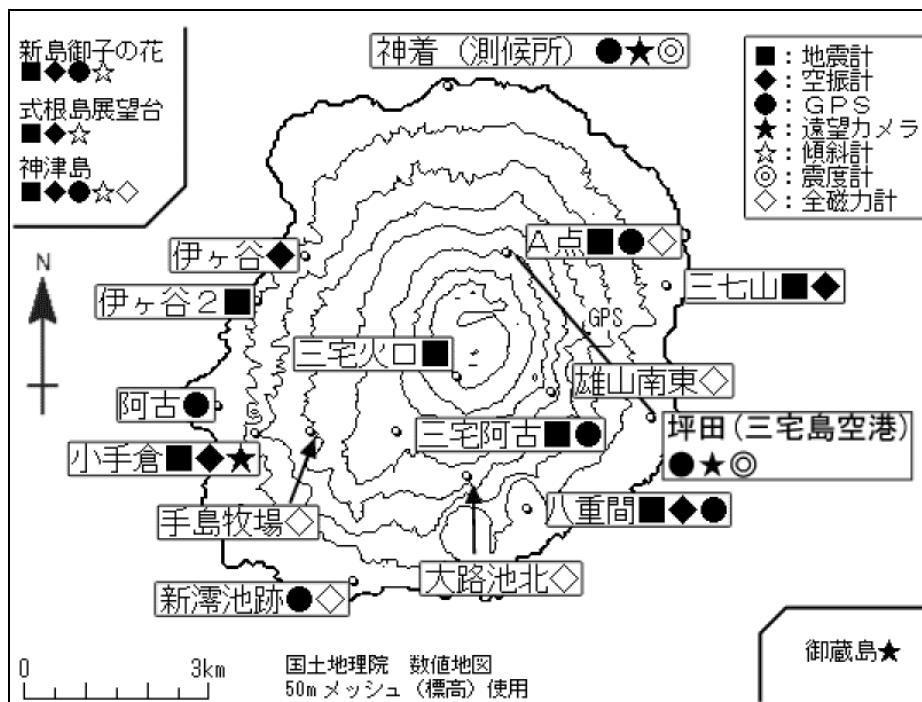 新島御子の花
■◆●☆
式根島展望台
■◆☆
神津島
■◆●☆◇
神着（測候所）●★◎
■：地震計
◆：空振計
●：ＧＰＳ
★：遠望カメラ
☆：傾斜計
◎：震度計
◇：全磁力計
N
伊ヶ谷◆
伊ヶ谷２■
Ａ点■●◇
三七山■◆
GPS
三宅火口■
雄山南東◇
阿古●
三宅阿古■●
坪田（三宅島空港）
●★◎
小手倉■◆★
手島牧場◇
八重間■◆●
大路池北◇
新澪池跡●◇
御蔵島★
0 3km
国土地理院 数値地図
50mメッシュ（標高）使用